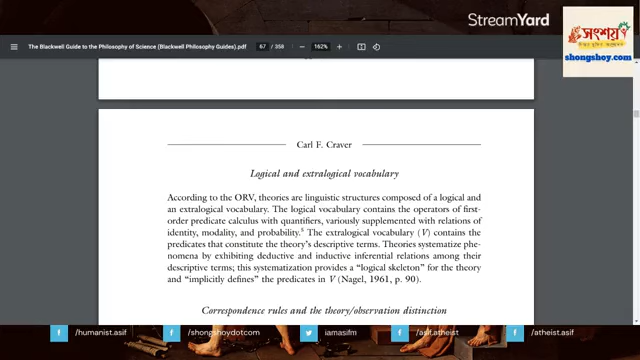 StreamYard
সংশয়
shongshoy.com
The Blackwell Guide to the Philosophy of Science (Blackwell Philosophy Guides).pdf
67 / 358
162%
Carl F. Craver
Logical and extralogical vocabulary
According to the ORV, theories are linguistic structures composed of a logical and
an extralogical vocabulary. The logical vocabulary contains the operators of first-
order predicate calculus with quantifiers, variously supplemented with relations of
identity, modality, and probability.5 The extralogical vocabulary (V) contains the
predicates that constitute the theory's descriptive terms. Theories systematize phe-
nomena by exhibiting deductive and inductive inferential relations among their
descriptive terms; this systematization provides a "logical skeleton" for the theory
and "implicitly defines" the predicates in V (Nagel, 1961, p. 90).
Correspondence rules and the theory/observation distinction
/humanist.asif
/shongshoydotcom
iamasifm
/asif.atheist
/atheist.asif